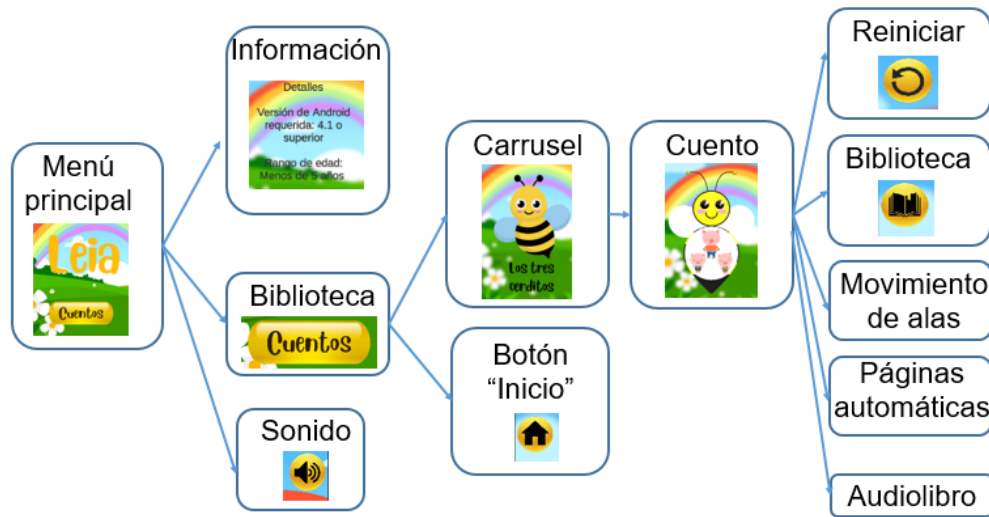 Menú
principal
Leia
Cuentos
Información
Detalles
Versión de Android
requerida: 4.1 o
superior
Rango de edad:
Menos de 5 años
Biblioteca
Cuentos
Sonido
Carrusel
Los tres
cerditos
Botón
“Inicio”
Cuento
Reiniciar
Biblioteca
Movimiento
de alas
Páginas
automáticas
Audiolibro